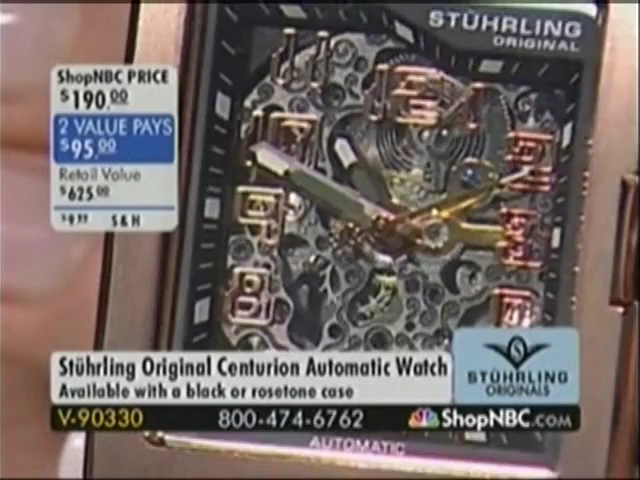 STÜHRLING
ORIGINAL
ShopNBC PRICE
$190.00
2 VALUE PAYS
$95.00
Retail Value
$625.00
S & H
Stührling Original Centurion Automatic Watch
Available with a black or rosetone case
STÜHRLING
ORIGINALS
V-90330
800-474-6762
ShopNBC.COM
AUTOMATIC